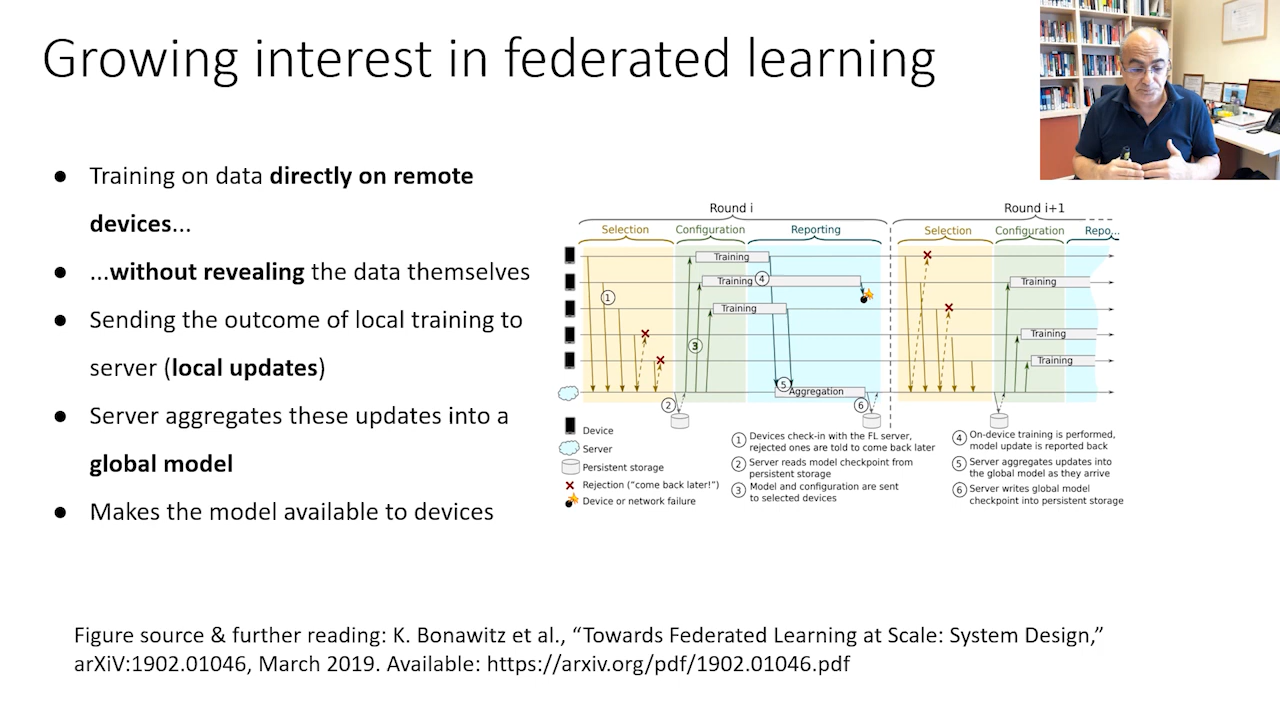 Growing interest in federated learning
● Training on data directly on remote
devices...
● ...without revealing the data themselves
● Sending the outcome of local training to
server (local updates)
● Server aggregates these updates into a
global model
● Makes the model available to devices
Round i
Round i+1
Selection
Configuration
Reporting
Selection
Configuration
Repo...
Training
Training
4
Training
1
3
5
Aggregation
2
6
Training
Training
Training
Device
Server
Persistent storage
Rejection ("come back later!")
Device or network failure
1 Devices check-in with the FL server,
rejected ones are told to come back later
2 Server reads model checkpoint from
persistent storage
3 Model and configuration are sent
to selected devices
4 On-device training is performed,
model update is reported back
5 Server aggregates updates into
the global model as they arrive
6 Server writes global model
checkpoint into persistent storage
Figure source & further reading: K. Bonawitz et al., “Towards Federated Learning at Scale: System Design,”
arXiV:1902.01046, March 2019. Available: https://arxiv.org/pdf/1902.01046.pdf